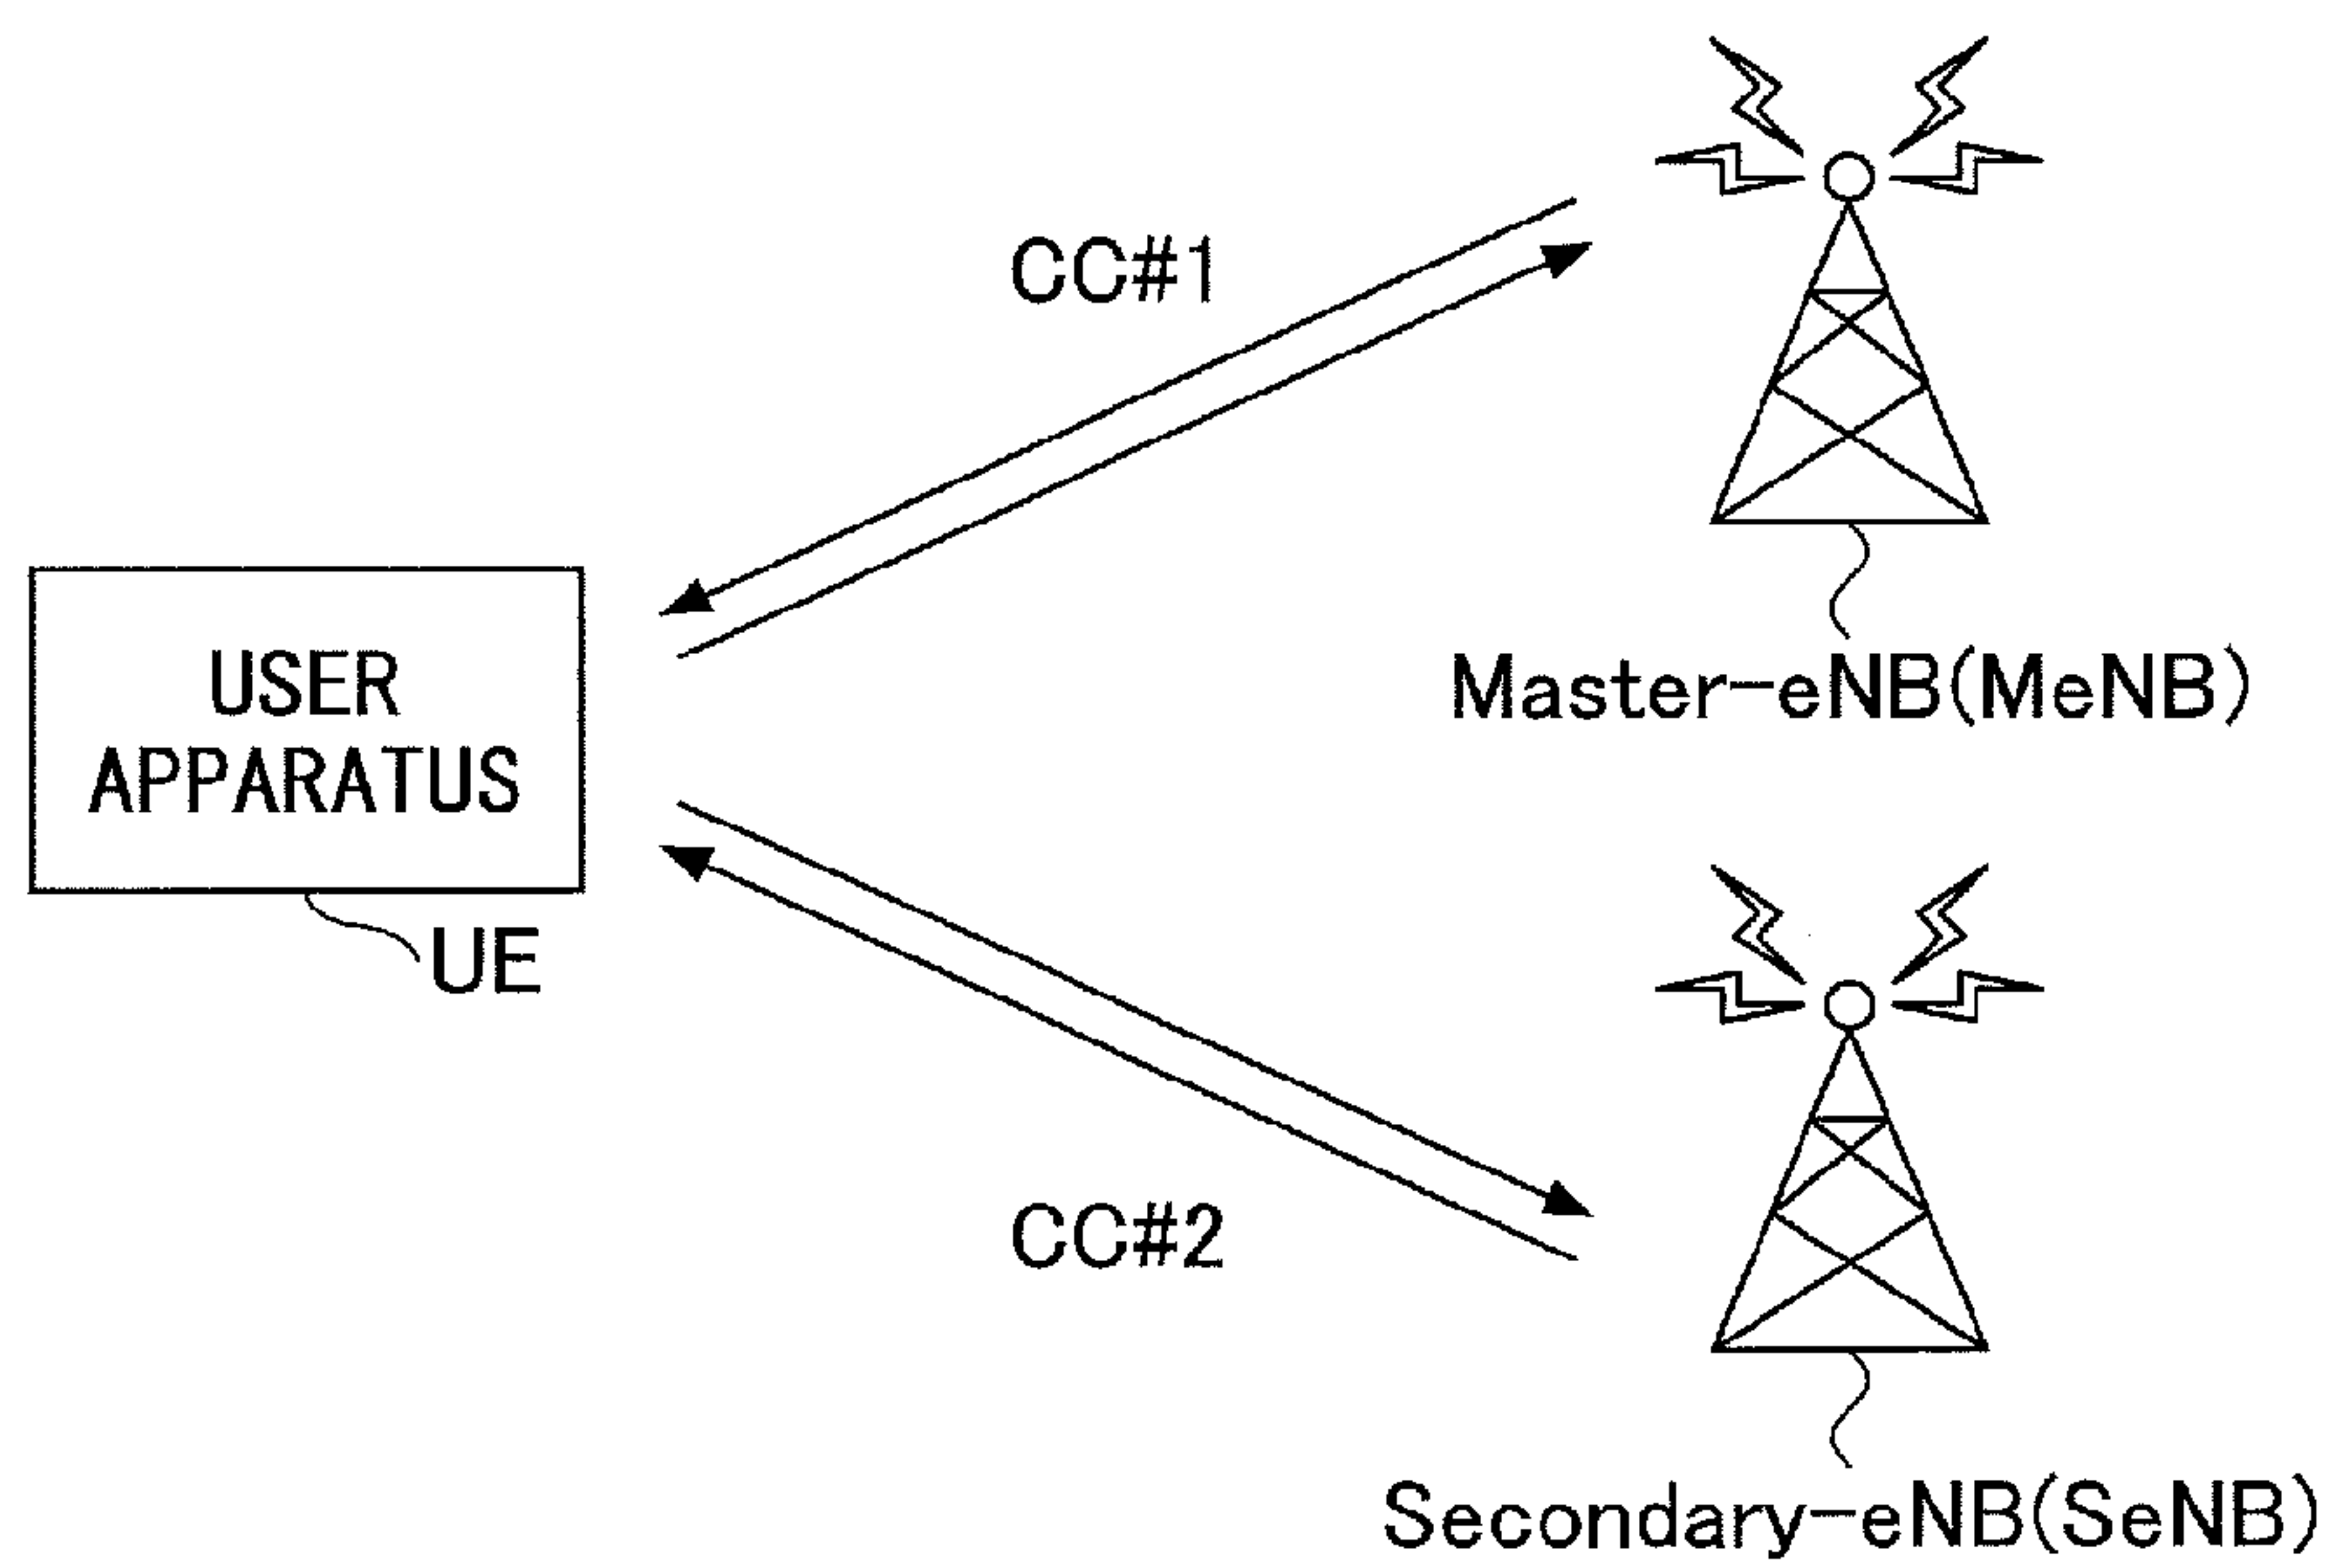 CC#1
USER
APPARATUS
UE
Master-eNB(MeNB)
CC#2
Secondary-eNB(SeNB)